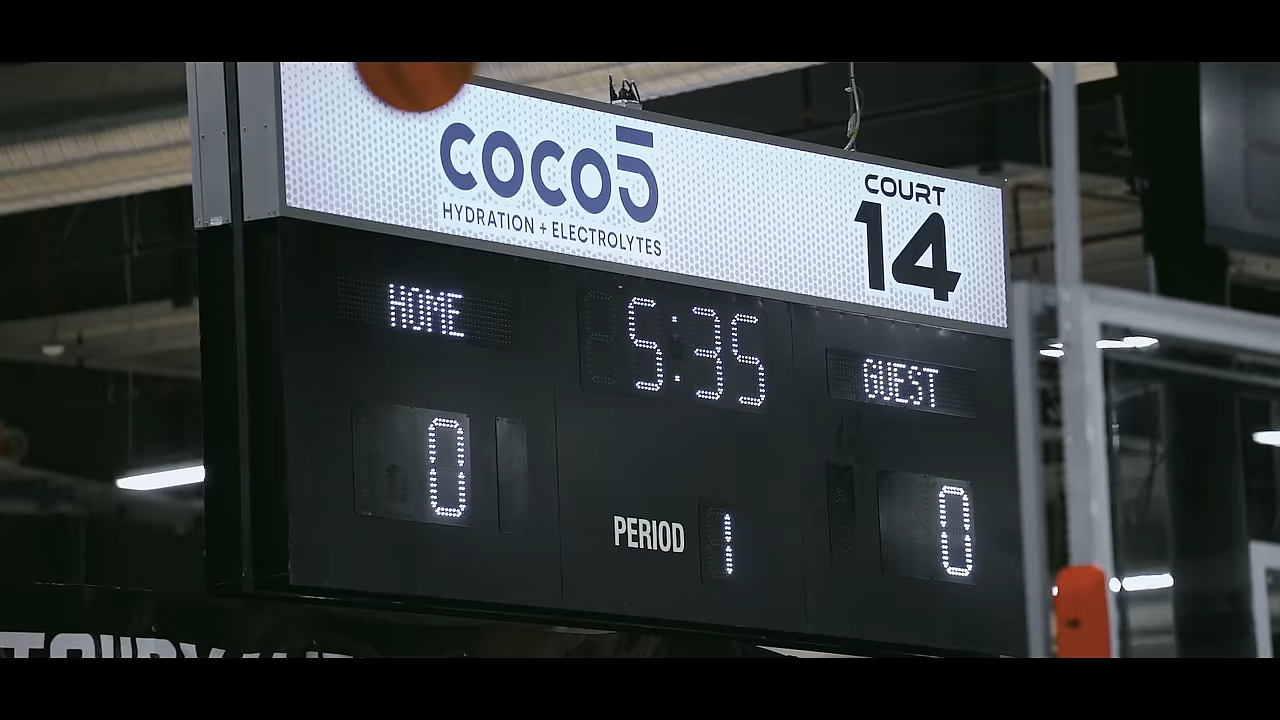 COCO5
HYDRATION + ELECTROLYTES
COURT
14
HOME
5:35
GUEST
0
PERIOD 1
0